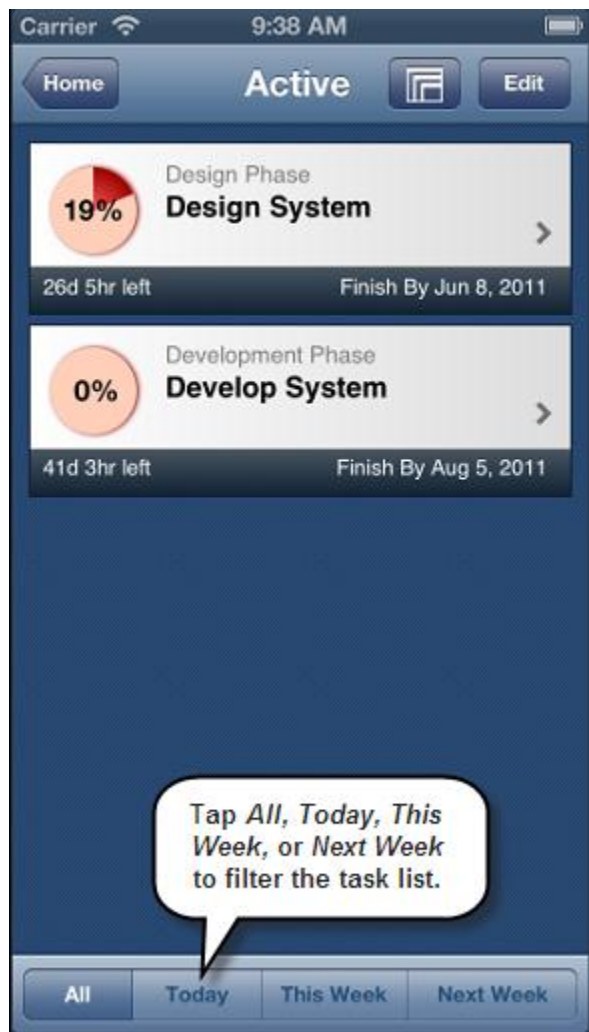 Carrier 9:38 AM
Home Active Edit
Design Phase
19% Design System
26d 5hr left Finish By Jun 8, 2011
Development Phase
0% Develop System
41d 3hr left Finish By Aug 5, 2011
Tap All, Today, This
Week, or Next Week
to filter the task list.
All Today This Week Next Week